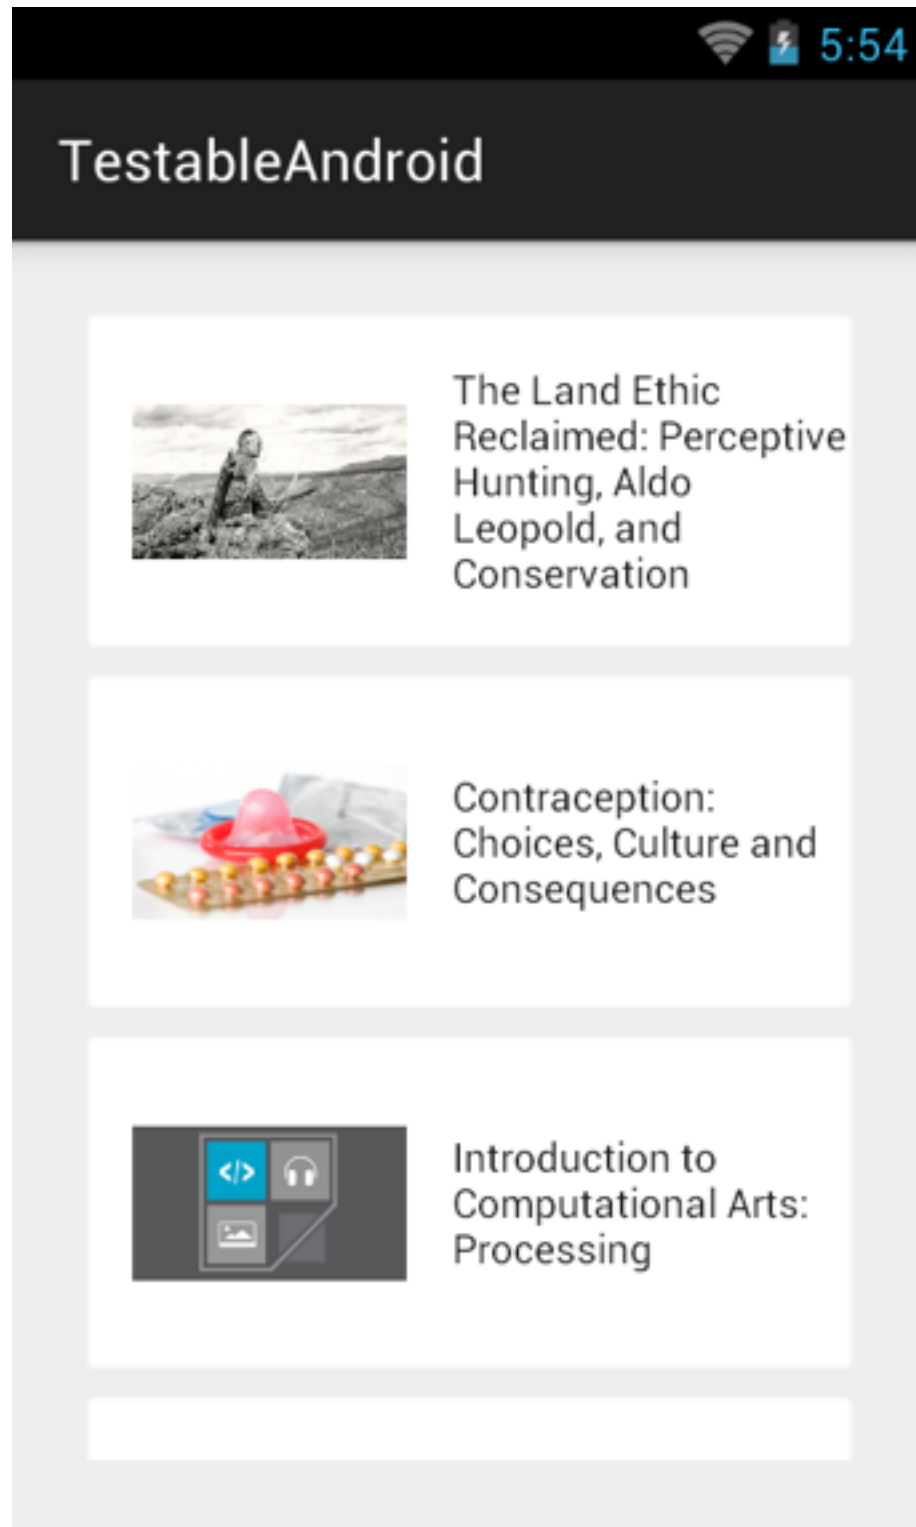 5:54
TestableAndroid
The Land Ethic
Reclaimed: Perceptive
Hunting, Aldo
Leopold, and
Conservation
Contraception:
Choices, Culture and
Consequences
</>
Introduction to
Computational Arts:
Processing